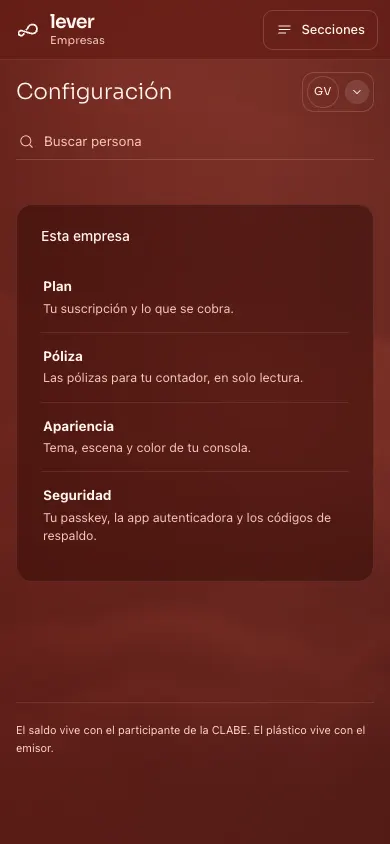 lever
Empresas
Secciones
Configuración
GV
Buscar persona
Esta empresa
Plan
Tu suscripción y lo que se cobra.
Póliza
Las pólizas para tu contador, en solo lectura.
Apariencia
Tema, escena y color de tu consola.
Seguridad
Tu passkey, la app autenticadora y los códigos de
respaldo.
El saldo vive con el participante de la CLABE. El plástico vive con el
emisor.